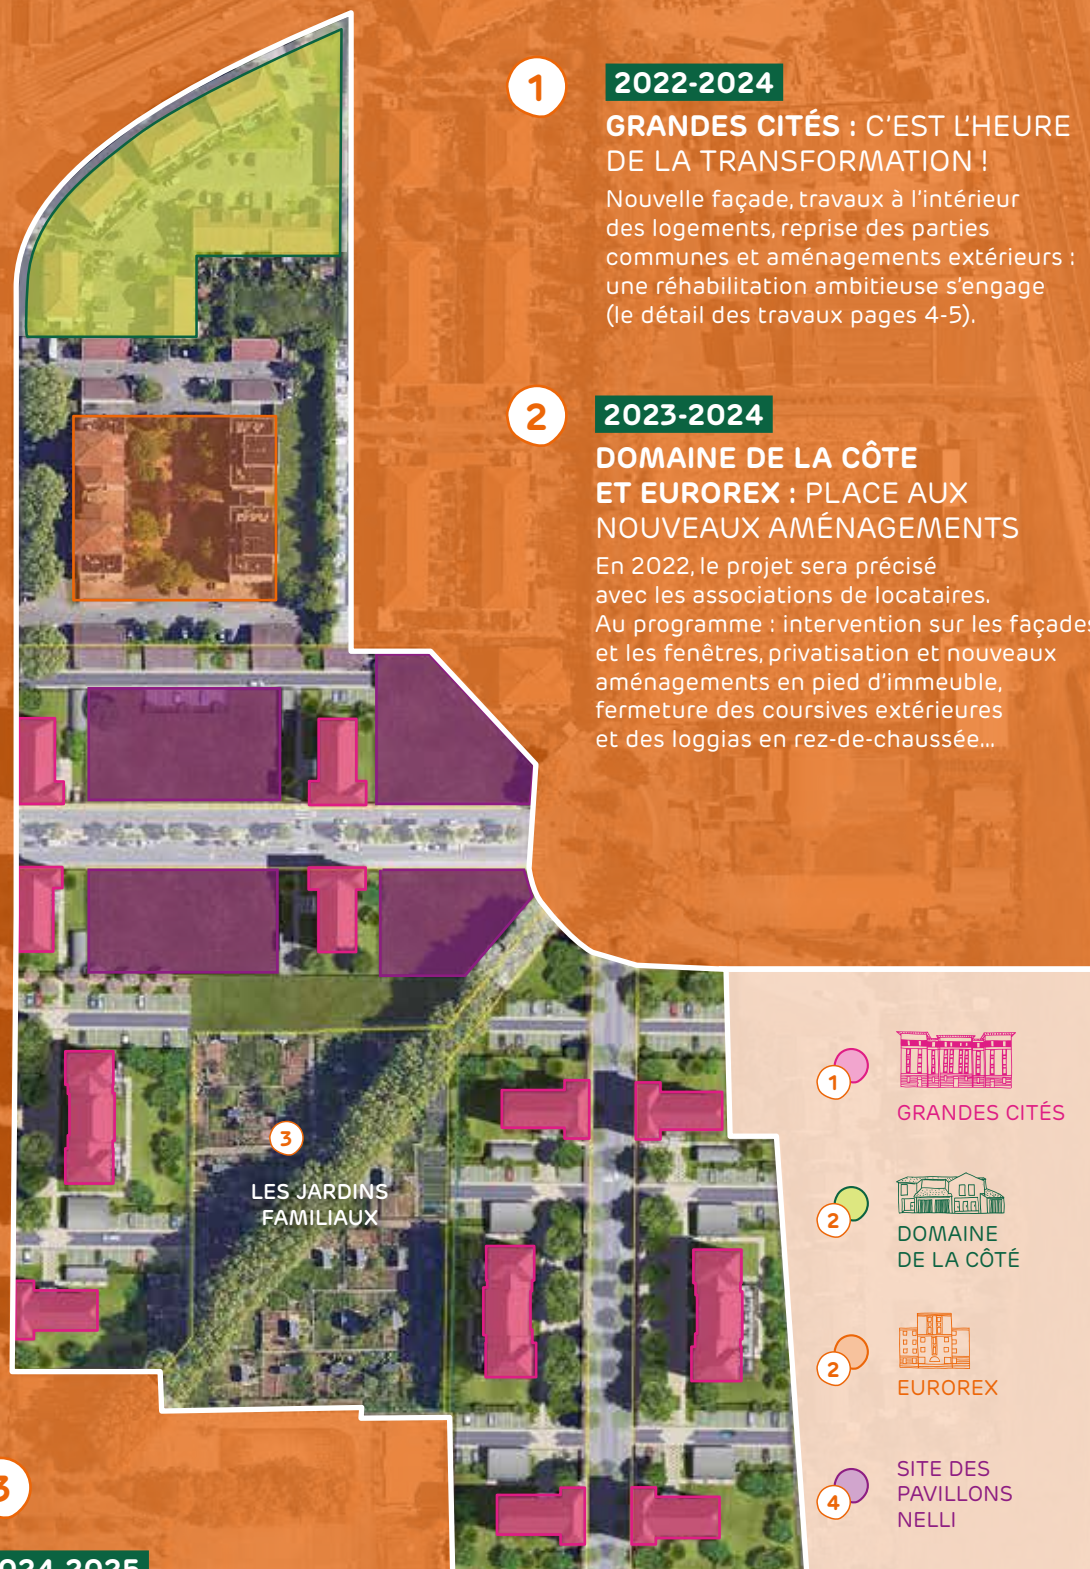 1
2022-2024
GRANDES CITÉS : C'EST L'HEURE
DE LA TRANSFORMATION !
Nouvelle façade, travaux à l'intérieur
des logements, reprise des parties
communes et aménagements extérieurs :
une réhabilitation ambitieuse s'engage
(le détail des travaux pages 4-5).
2
2023-2024
DOMAINE DE LA CÔTE
ET EUROREX : PLACE AUX
NOUVEAUX AMÉNAGEMENTS
En 2022, le projet sera précisé
avec les associations de locataires.
Au programme : intervention sur les façades
et les fenêtres, privatisation et nouveaux
aménagements en pied d'immeuble,
fermeture des coursives extérieures
et des loggias en rez-de-chaussée...
3
LES JARDINS
FAMILIAUX
1
GRANDES CITÉS
2
DOMAINE
DE LA CÔTÉ
2
EUROREX
4
SITE DES
PAVILLONS
NELLI
3
2024-2025